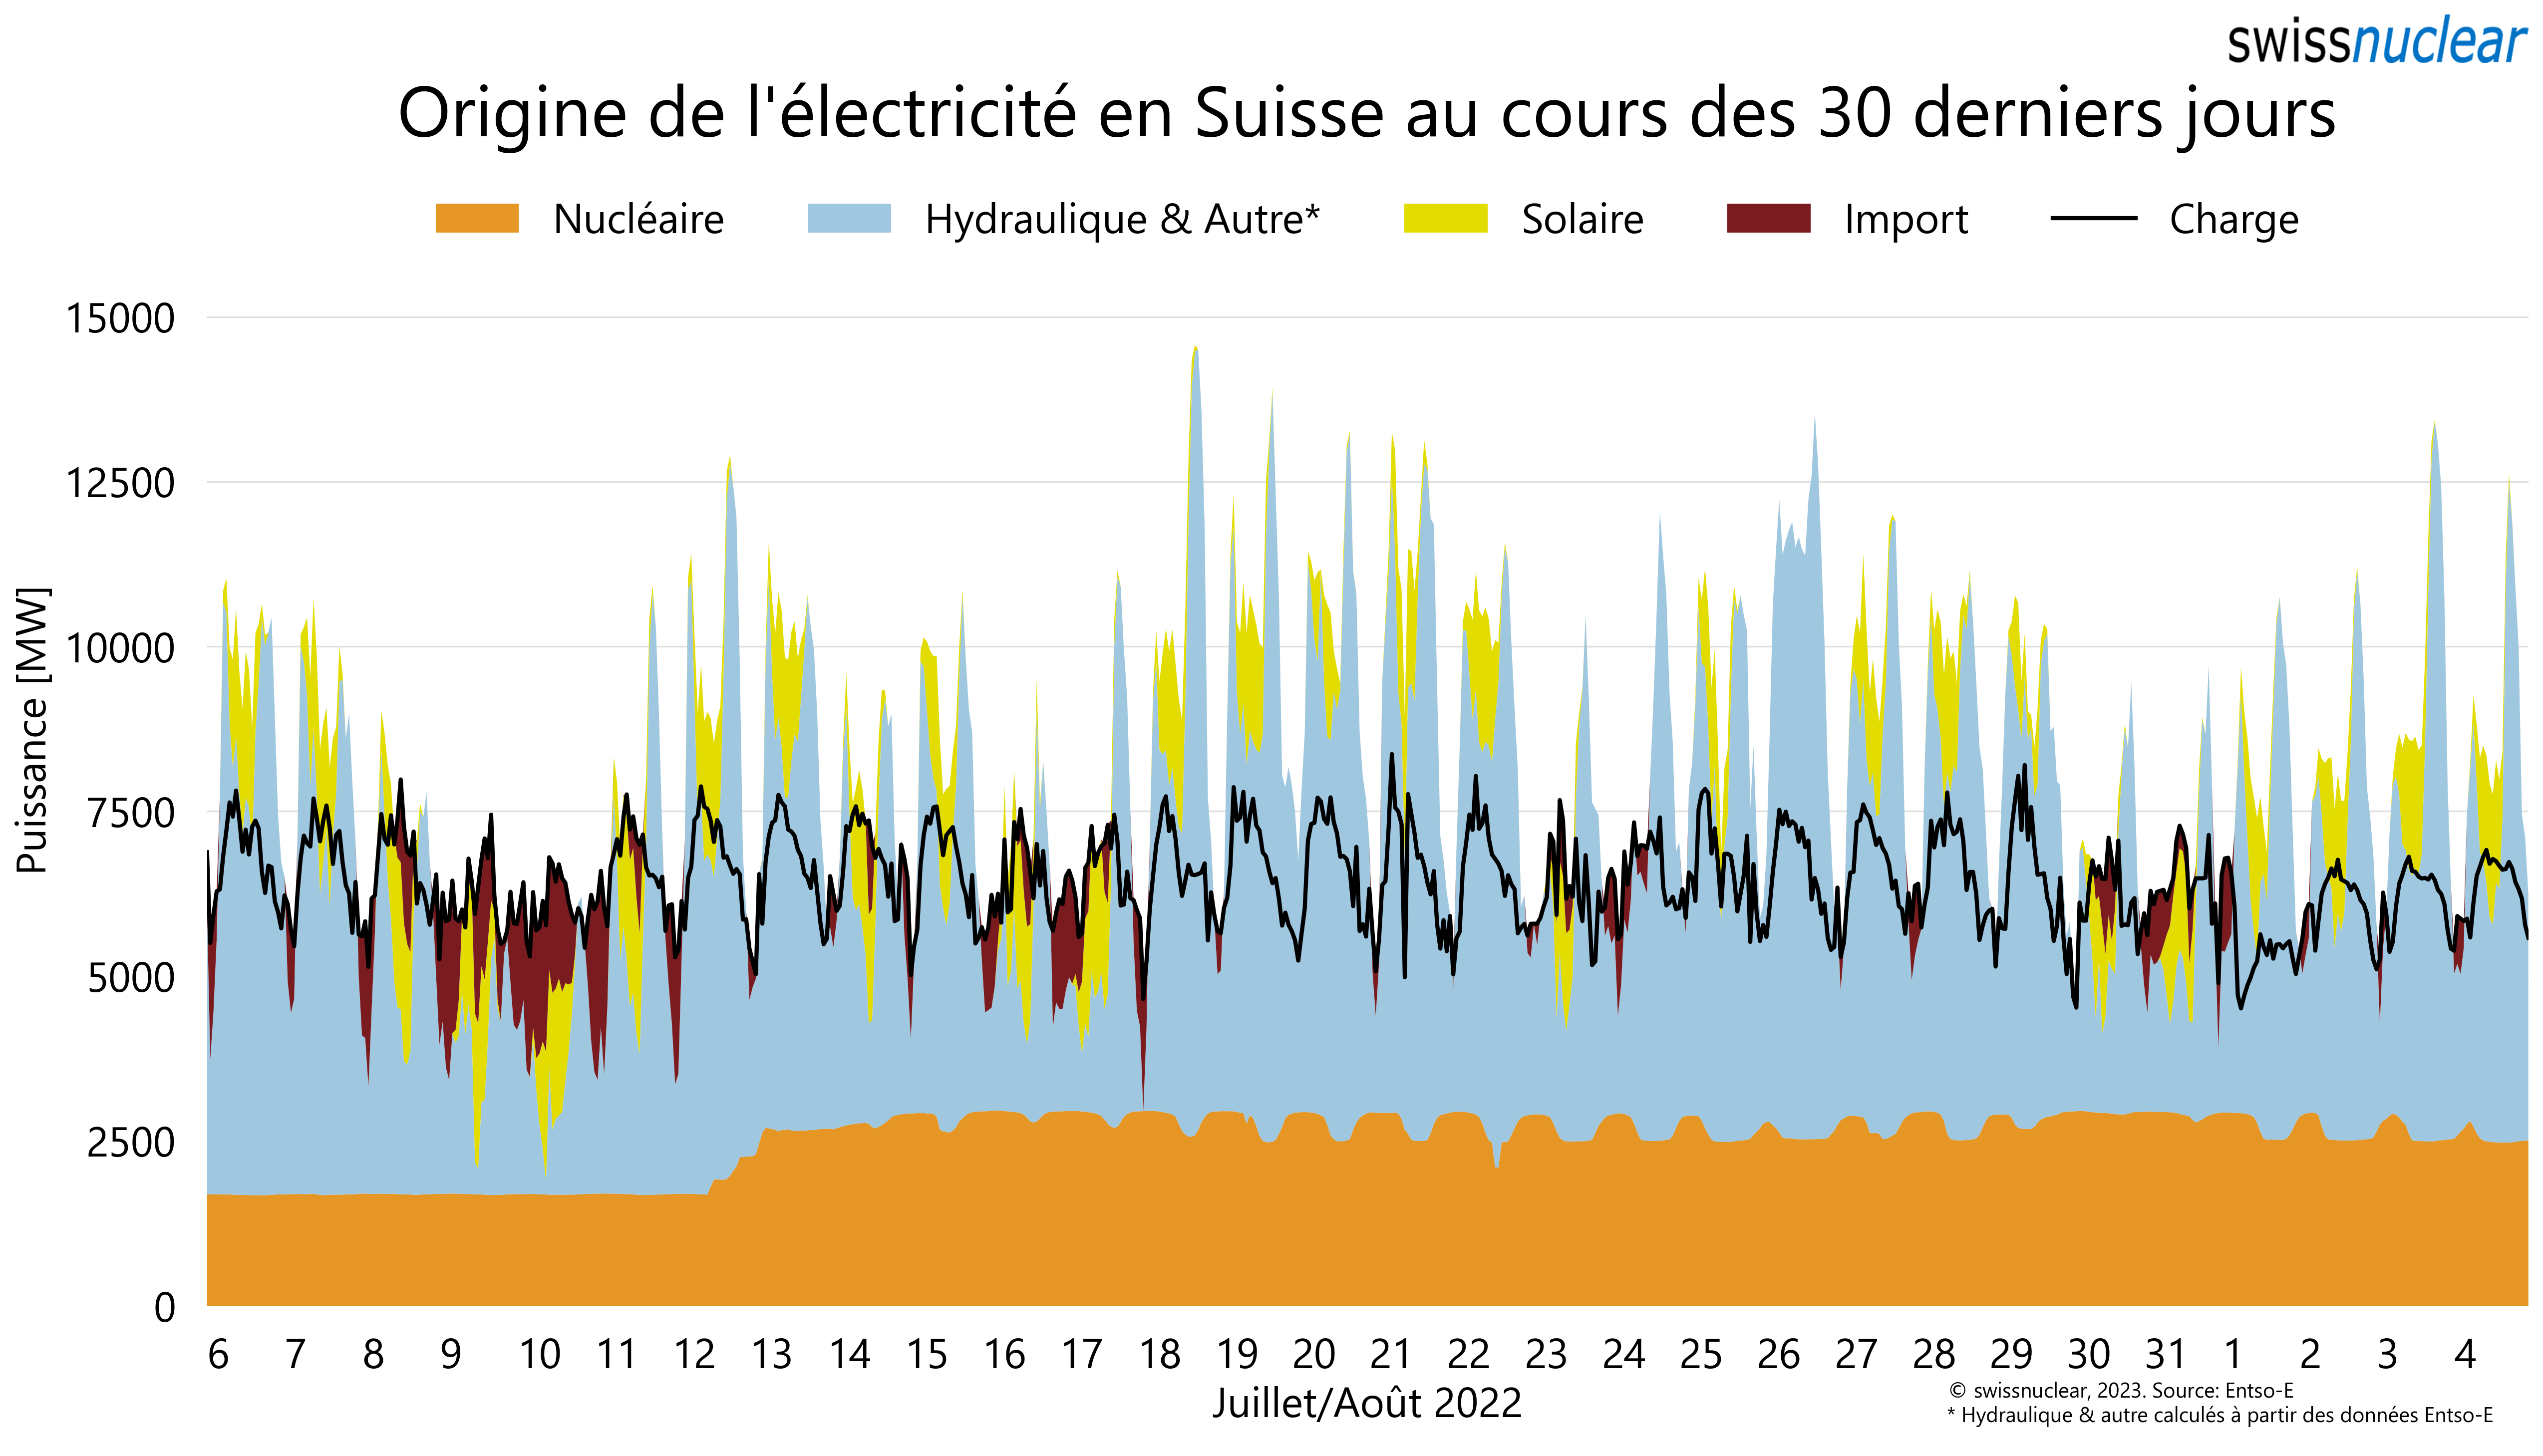 swissnuclear
Origine de l'électricité en Suisse au cours des 30 derniers jours
Nucléaire Hydraulique & Autre* Solaire Import Charge
15000
12500
10000
7500
5000
2500
0
Puissance [MW]
6 7 8 9 10 11 12 13 14 15 16 17 18 19 20 21 22 23 24 25 26 27 28 29 30 31 1 2 3 4
Juillet/Août 2022
© swissnuclear, 2023. Source: Entso-E
* Hydraulique & autre calculés à partir des données Entso-E